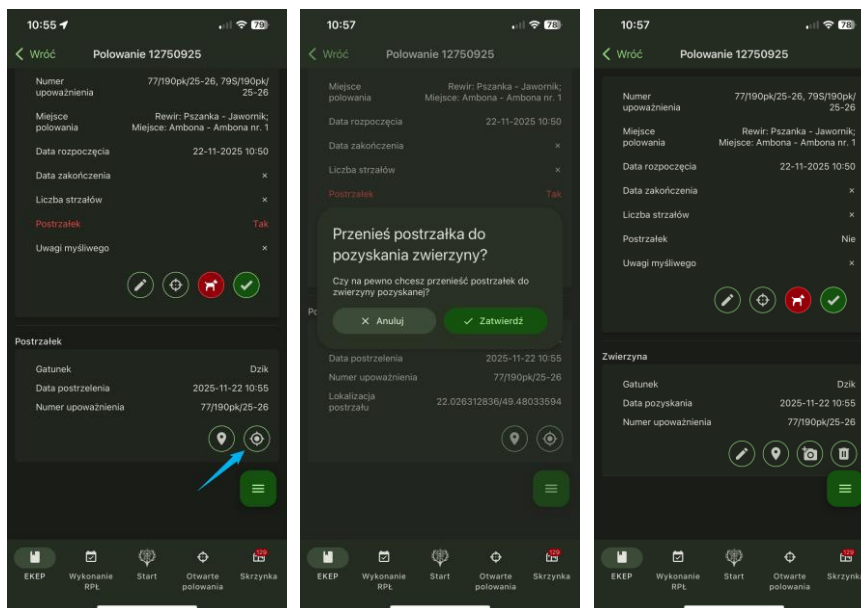 10:55
79
Wróć
Polowanie 12750925
Numer upoważnienia
77/190pk/25-26, 79S/190pk/
25-26
Miejsce polowania
Rewir: Pszanka - Jawornik;
Miejsce: Ambona - Ambona nr. 1
Data rozpoczęcia
22-11-2025 10:50
Data zakończenia
×
Liczba strzałów
×
Postrzałek
Tak
Uwagi myśliwego
×
Postrzałek
Gatunek
Dzik
Data postrzelenia
2025-11-22 10:55
Numer upoważnienia
77/190pk/25-26
EKEP
Wykonanie RPŁ
Start
Otwarte polowania
129
Skrzynka
10:57
78
Wróć
Polowanie 12750925
Miejsce polowania
Rewir: Pszanka - Jawornik;
Miejsce: Ambona - Ambona nr. 1
Data rozpoczęcia
22-11-2025 10:50
Data zakończenia
×
Liczba strzałów
×
Postrzałek
Tak
Przenieś postrzałka do
pozyskania zwierzyny?
Czy na pewno chcesz przenieść postrzałek do
zwierzyny pozyskanej?
Anuluj
Zatwierdź
Po
Data postrzelenia
2025-11-22 10:55
Numer upoważnienia
77/190pk/25-26
Lokalizacja postrzału
22.026312836/49.48033594
EKEP
Wykonanie RPŁ
Start
Otwarte polowania
129
Skrzynka
10:57
78
Wróć
Polowanie 12750925
Numer upoważnienia
77/190pk/25-26, 79S/190pk/
25-26
Miejsce polowania
Rewir: Pszanka - Jawornik;
Miejsce: Ambona - Ambona nr. 1
Data rozpoczęcia
22-11-2025 10:50
Data zakończenia
×
Liczba strzałów
×
Postrzałek
Nie
Uwagi myśliwego
×
Zwierzyna
Gatunek
Dzik
Data pozyskania
2025-11-22 10:55
Numer upoważnienia
77/190pk/25-26
EKEP
Wykonanie RPŁ
Start
Otwarte polowania
129
Skrzynk